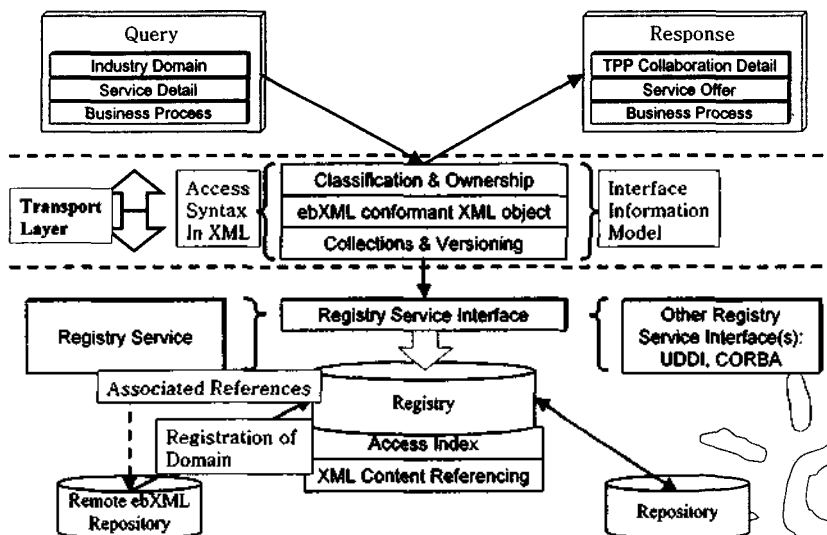 Query
Industry Domain
Service Detail
Business Process
Response
TPP Collaboration Detail
Service Offer
Business Process
Transport
Layer
Access
Syntax
In XML
Classification & Ownership
ebXML conformant XML object
Collections & Versioning
Interface
Information
Model
Registry Service
Registry Service Interface
Other Registry
Service Interface(s):
UDDI, CORBA
Associated References
Registry
Registration of
Domain
Access Index
XML Content Referencing
Remote ebXML
Repository
Repository